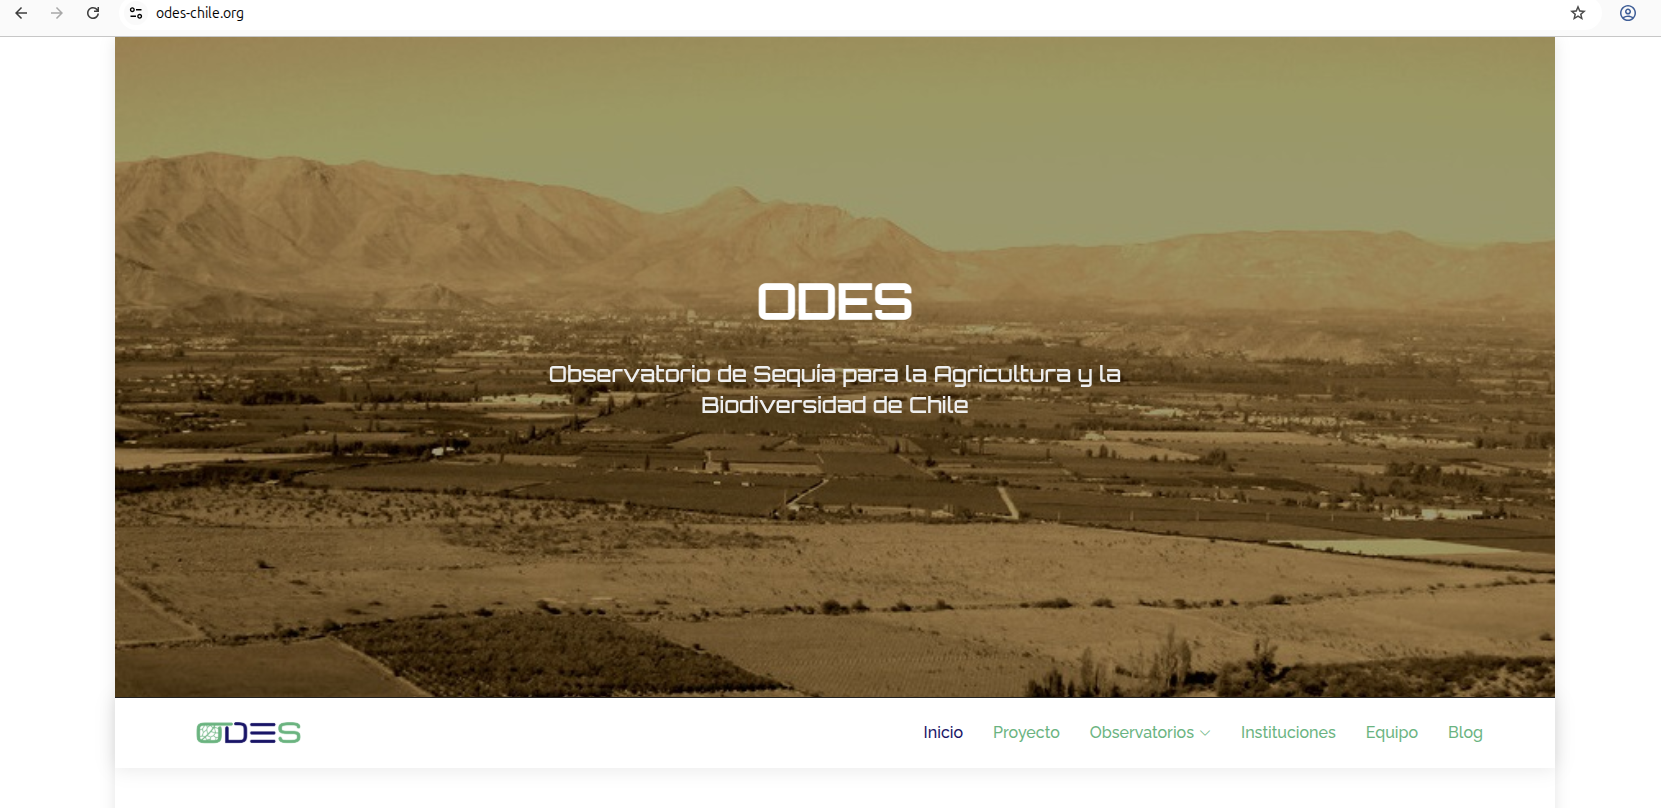 odes-chile.org
ODES
Observatorio de Sequía para la Agricultura y la
Biodiversidad de Chile
ODES
Inicio Proyecto Observatorios Instituciones Equipo Blog